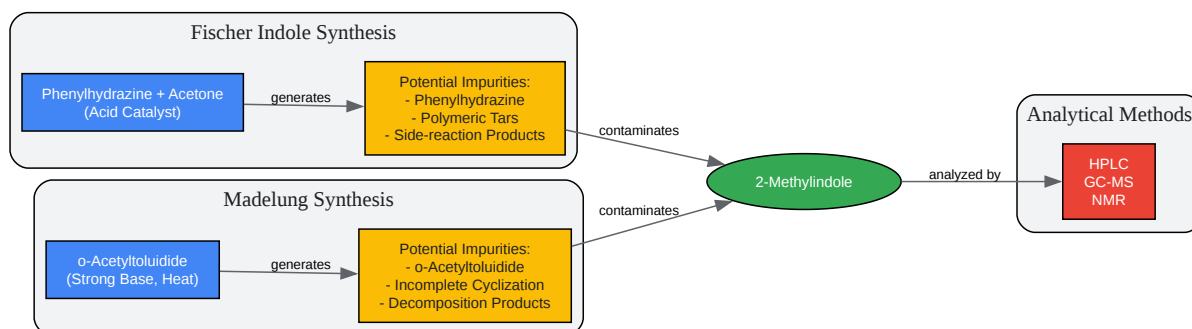 Fischer Indole Synthesis
Phenylhydrazine + Acetone
(Acid Catalyst)
generates
Potential Impurities:
- Phenylhydrazine
- Polymeric Tars
- Side-reaction Products
contaminates
Madelung Synthesis
o-Acetyltoluidide
(Strong Base, Heat)
generates
Potential Impurities:
- o-Acetyltoluidide
- Incomplete Cyclization
- Decomposition Products
contaminates
2-Methylindole
analyzed by
Analytical Methods
HPLC
GC-MS
NMR